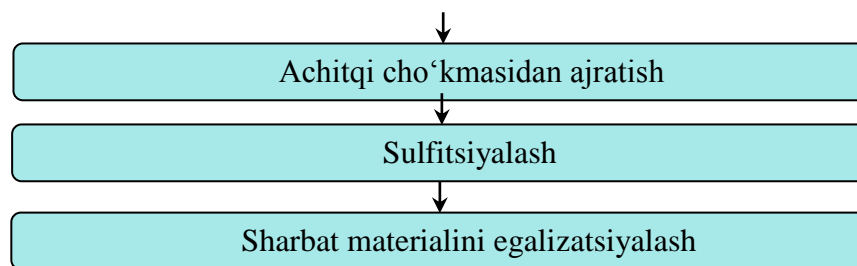 Achitqi cho‘kmasidan ajratish
Sulfitsiyalash
Sharbat materialini egalizatsiyalash